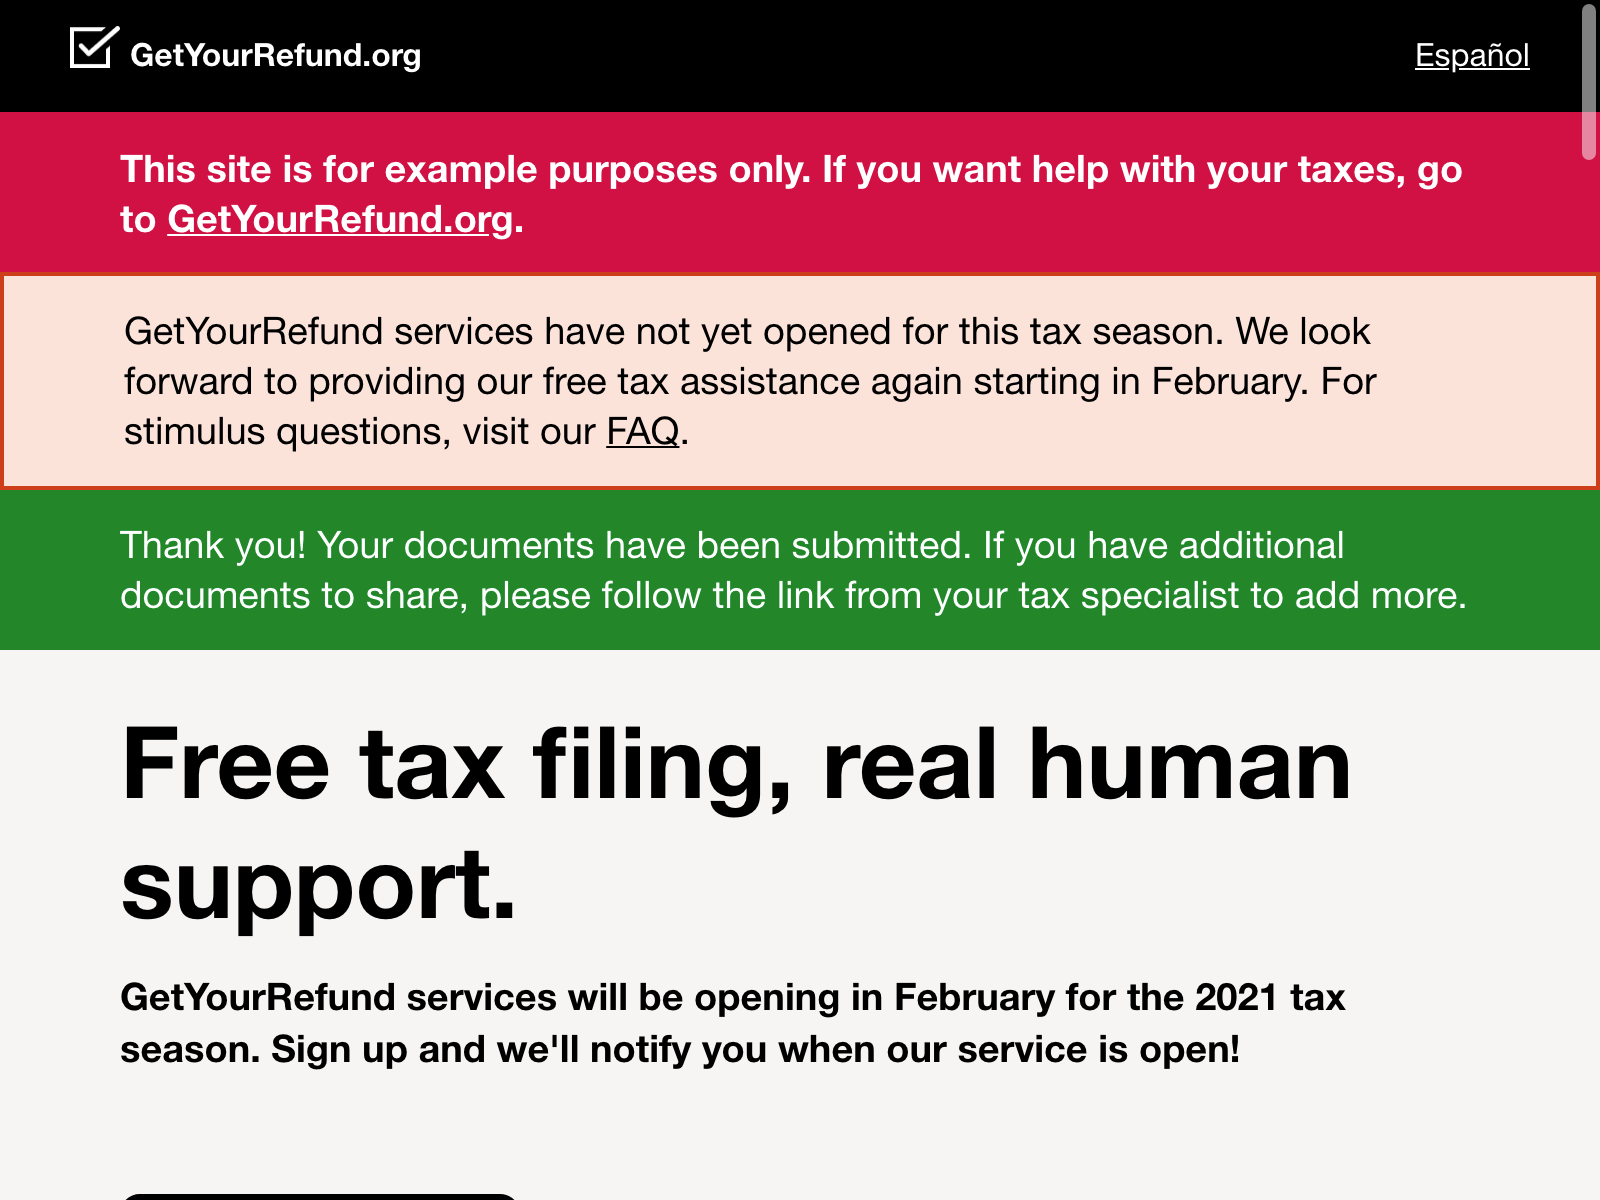 GetYourRefund.org
Español
This site is for example purposes only. If you want help with your taxes, go
to GetYourRefund.org.
GetYourRefund services have not yet opened for this tax season. We look
forward to providing our free tax assistance again starting in February. For
stimulus questions, visit our FAQ.
Thank you! Your documents have been submitted. If you have additional
documents to share, please follow the link from your tax specialist to add more.
Free tax filing, real human
support.
GetYourRefund services will be opening in February for the 2021 tax
season. Sign up and we'll notify you when our service is open!